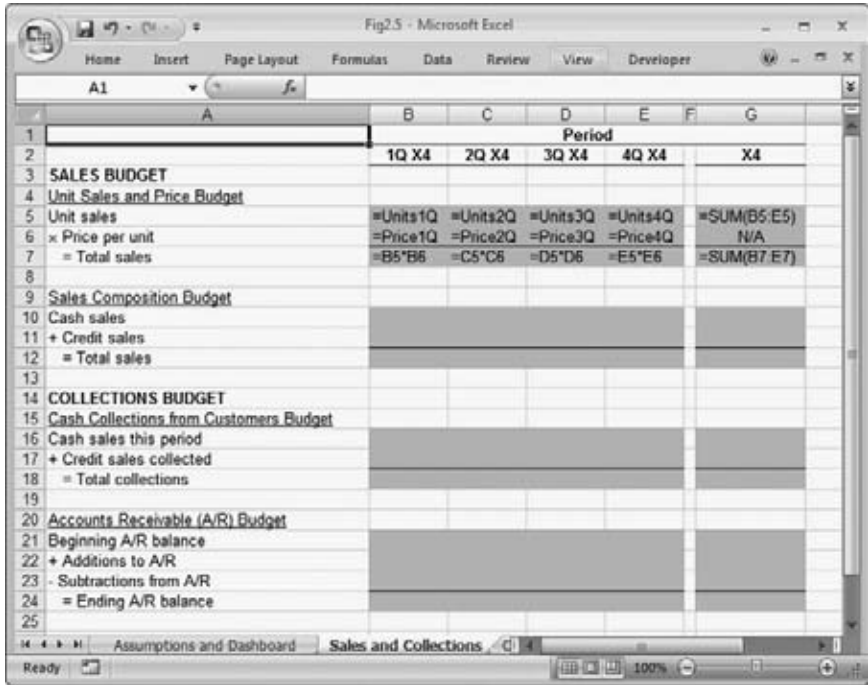 Fig2.5 - Microsoft Excel
Home Insert Page Layout Formulas Data Review View Developer
A1 fx
A B C D E F G
1 Period
2 1Q X4 2Q X4 3Q X4 4Q X4 X4
3 SALES BUDGET
4 Unit Sales and Price Budget
5 Unit sales =Units1Q =Units2Q =Units3Q =Units4Q =SUM(B5:E5)
6 × Price per unit =Price1Q =Price2Q =Price3Q =Price4Q N/A
7 = Total sales =B5*B6 =C5*C6 =D5*D6 =E5*E6 =SUM(B7:E7)
8
9 Sales Composition Budget
10 Cash sales
11 + Credit sales
12 = Total sales
13
14 COLLECTIONS BUDGET
15 Cash Collections from Customers Budget
16 Cash sales this period
17 + Credit sales collected
18 = Total collections
19
20 Accounts Receivable (A/R) Budget
21 Beginning A/R balance
22 + Additions to A/R
23 - Subtractions from A/R
24 = Ending A/R balance
25
Assumptions and Dashboard Sales and Collections C
Ready 100%